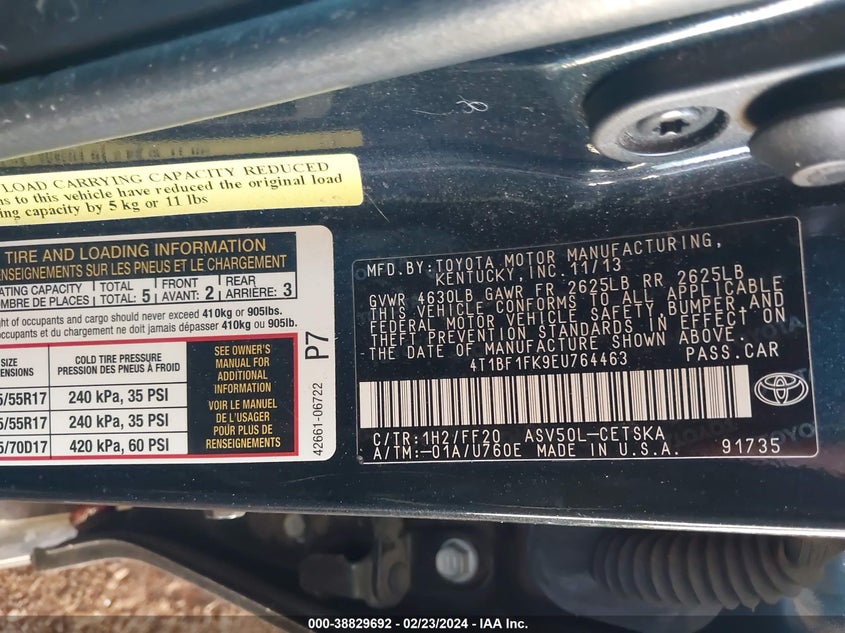 LOAD CARRYING CAPACITY REDUCED
ns to this vehicle have reduced the original load
ing capacity by 5 kg or 11 lbs
TIRE AND LOADING INFORMATION
ENSEIGNEMENTS SUR LES PNEUS ET LE CHARGEMENT
ATING CAPACITY TOTAL 5 FRONT 2 REAR 3
OMBRE DE PLACES TOTAL: AVANT: ARRIÈRE:
ght of occupants and cargo should never exceed 410kg or 905lbs.
occupants et du chargement ne doit jamais dépasser 410kg ou 905lb.
SIZE COLD TIRE PRESSURE
ENSIONS PRESSION DES PNEUS À FROID
5/55R17 240 kPa, 35 PSI
5/55R17 240 kPa, 35 PSI
5/70D17 420 kPa, 60 PSI
SEE OWNER'S
MANUAL FOR
ADDITIONAL
INFORMATION
VOIR LE MANUEL
DE L'USAGER
POUR PLUS DE
RENSEIGNEMENTS
42661-06722 P7
MFD.BY:TOYOTA MOTOR MANUFACTURING,
KENTUCKY, INC. 11/13
GVWR 4630LB GAWR FR 2625LB RR 2625LB
THIS VEHICLE CONFORMS TO ALL APPLICABLE
FEDERAL MOTOR VEHICLE SAFETY,BUMPER,AND
THEFT PREVENTION STANDARDS IN EFFECT ON
THE DATE OF MANUFACTURE SHOWN ABOVE.
4T1BF1FK9EU764463 PASS.CAR
C/TR:1H2/FF20 ASV50L-CETSKA
A/TM:-01A/U760E MADE IN U.S.A. 91735
000-38829692 - 02/23/2024 - IAA Inc.